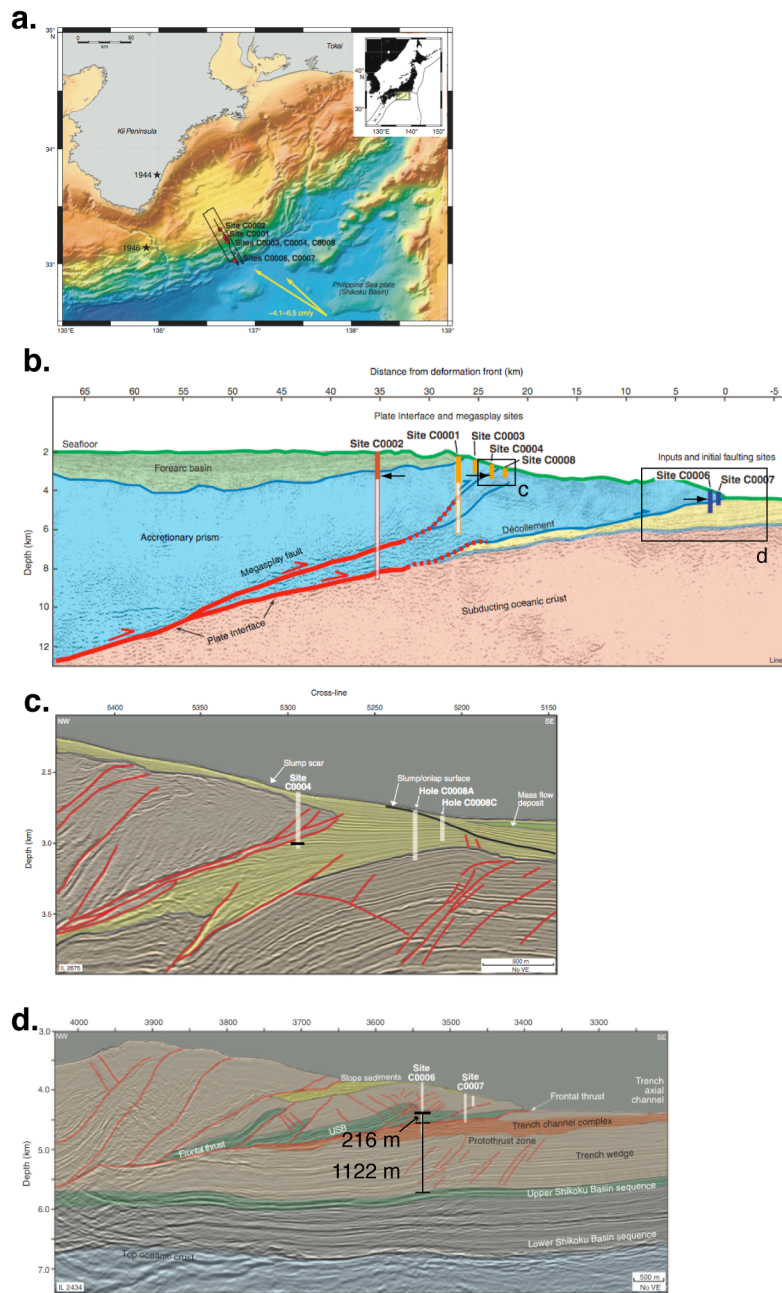 a.
35°
N
0
50
km
Tokai
40°
N
30°
130°E
140°
150°
Kii Peninsula
34°
1944
Site C0002
Site C0001
Sites C0003, C0004, C0008
1946
33°
Sites C0006, C0007
Philippine Sea plate
(Shikoku Basin)
~4.1–6.5 cm/y
135°E
136°
137°
138°
139°
b.
Distance from deformation front (km)
65
60
55
50
45
40
35
30
25
20
15
10
5
0
-5
Plate Interface and megasplay sites
Site C0002
Site C0001
Site C0003
Site C0004
Site C0008
Inputs and initial faulting sites
Site C0006
Site C0007
Seafloor
Forearc basin
c
d
Accretionary prism
Megasplay fault
Décollement
Plate Interface
Subducting oceanic crust
Depth (km)
2
4
6
8
10
12
Line
c.
Cross-line
5400
5350
5300
5250
5200
5150
NW
SE
Slump scar
Site
C0004
Slump/onlap surface
Hole C0008A
Hole C0008C
Mass flow
deposit
Depth (km)
2.5
3.0
3.5
IL 2675
500 m
No VE
d.
4000
3900
3800
3700
3600
3500
3400
3300
NW
SE
3.0
4.0
5.0
6.0
7.0
Depth (km)
Slope sediments
Site
C0006
Site
C0007
Frontal thrust
Trench
axial
channel
USB
Frontal thrust
216 m
1122 m
Trench channel complex
Protothrust zone
Trench wedge
Upper Shikoku Basin sequence
Lower Shikoku Basin sequence
Top oceanic crust
IL 2434
500 m
No VE